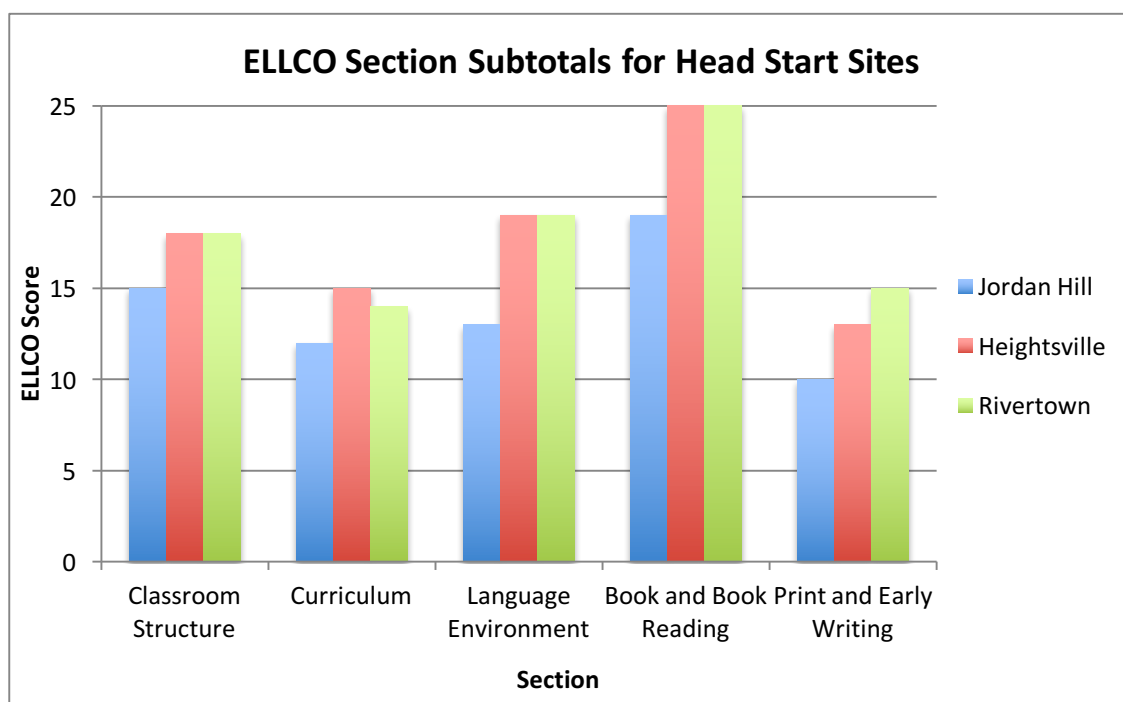 ELLCO Section Subtotals for Head Start Sites
25
20
15
10
5
0
ELLCO Score
Classroom
Structure
Curriculum
Language
Environment
Book and Book
Reading
Print and Early
Writing
Section
Jordan Hill
Heightsville
Rivertown